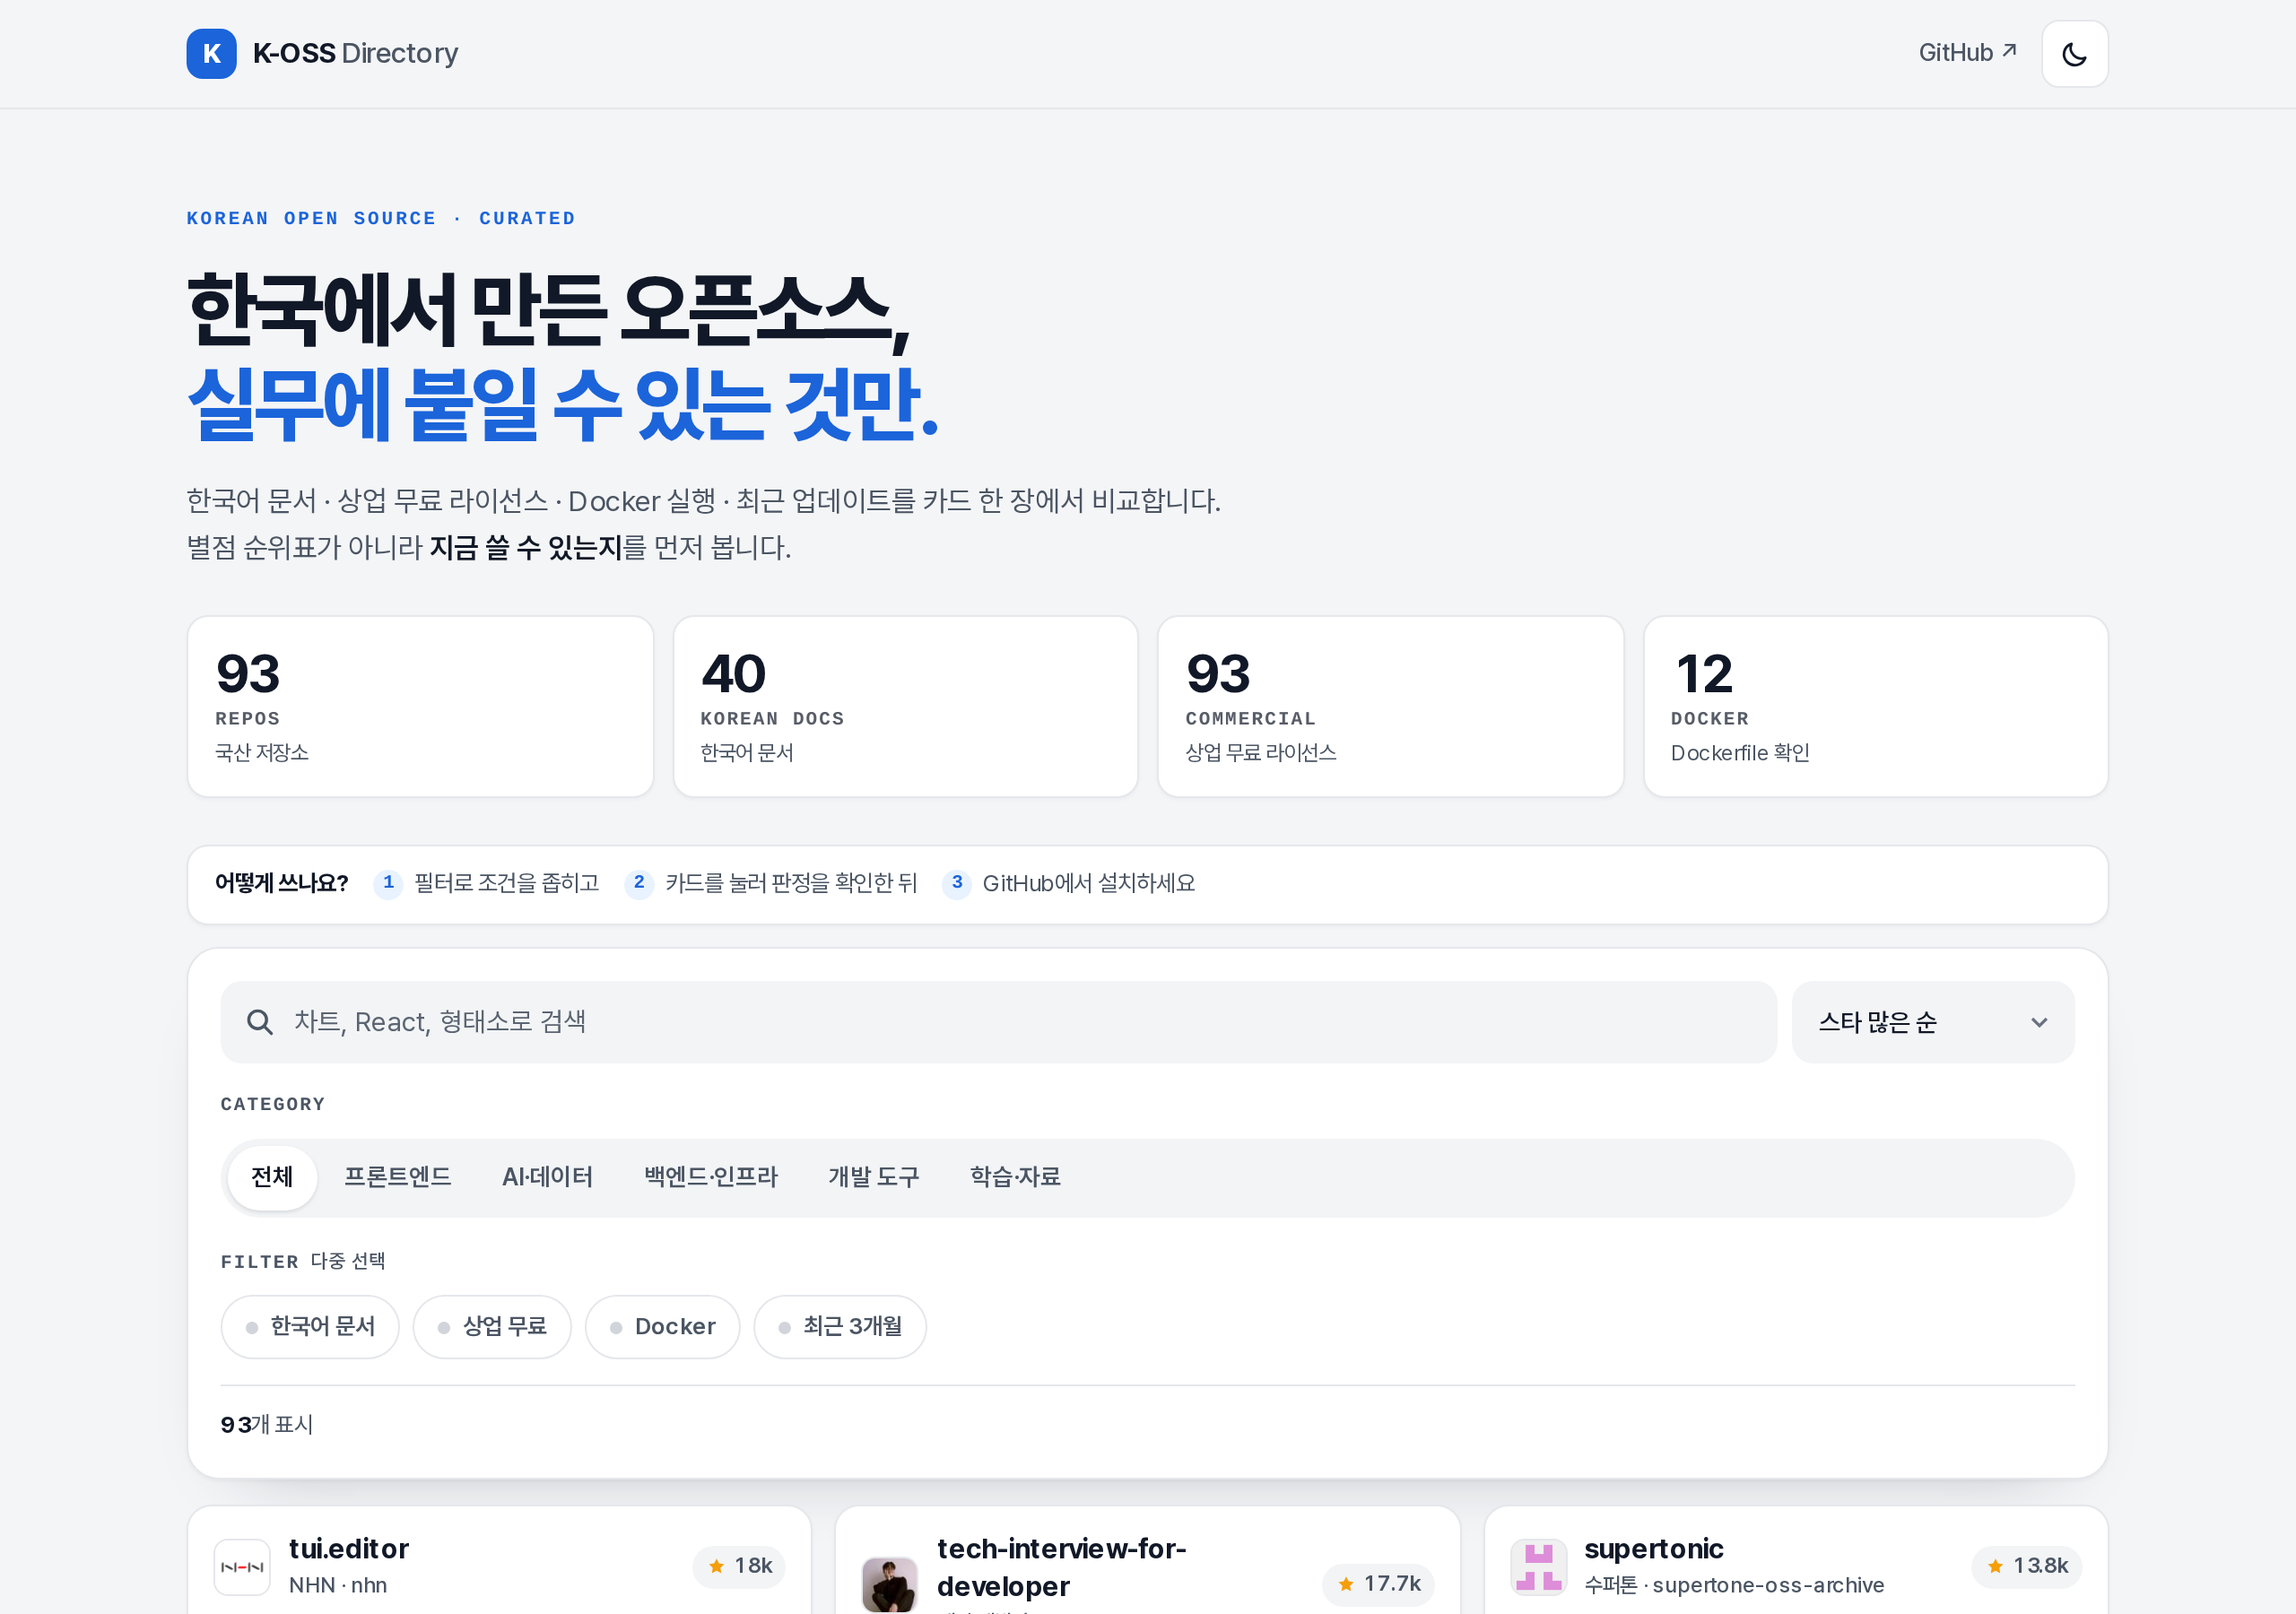 K K-OSS Directory
GitHub ↗
KOREAN OPEN SOURCE · CURATED
한국에서 만든 오픈소스,
실무에 붙일 수 있는 것만.
한국어 문서 · 상업 무료 라이선스 · Docker 실행 · 최근 업데이트를 카드 한 장에서 비교합니다.
별점 순위표가 아니라 지금 쓸 수 있는지를 먼저 봅니다.
93
REPOS
국산 저장소
40
KOREAN DOCS
한국어 문서
93
COMMERCIAL
상업 무료 라이선스
12
DOCKER
Dockerfile 확인
어떻게 쓰나요? 1 필터로 조건을 좁히고 2 카드를 눌러 판정을 확인한 뒤 3 GitHub에서 설치하세요
차트, React, 형태소로 검색
스타 많은 순
CATEGORY
전체 프론트엔드 AI·데이터 백엔드·인프라 개발 도구 학습·자료
FILTER 다중 선택
한국어 문서 상업 무료 Docker 최근 3개월
93개 표시
tui.editor
NHN · nhn
★ 18k
tech-interview-for-
developer
★ 17.7k
supertonic
수퍼톤 · supertone-oss-archive
★ 13.8k